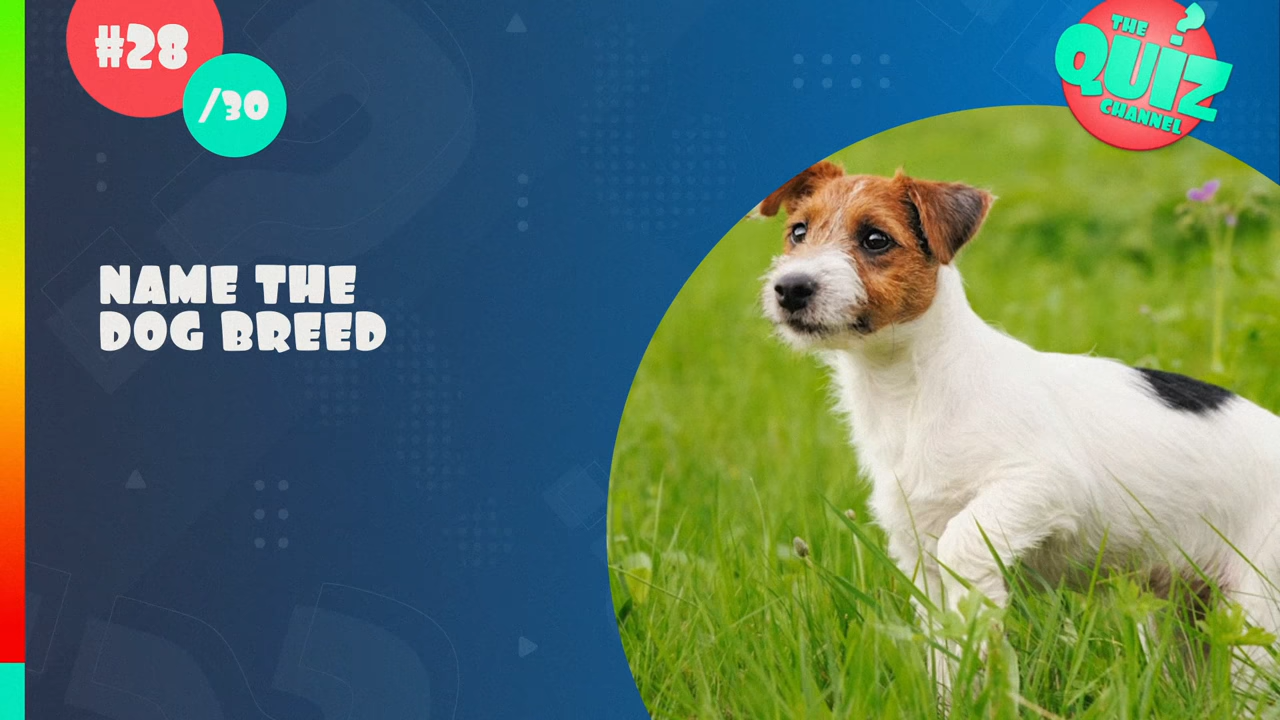 #28
/30
THE
QUIZ
CHANNEL
NAME THE
DOG BREED